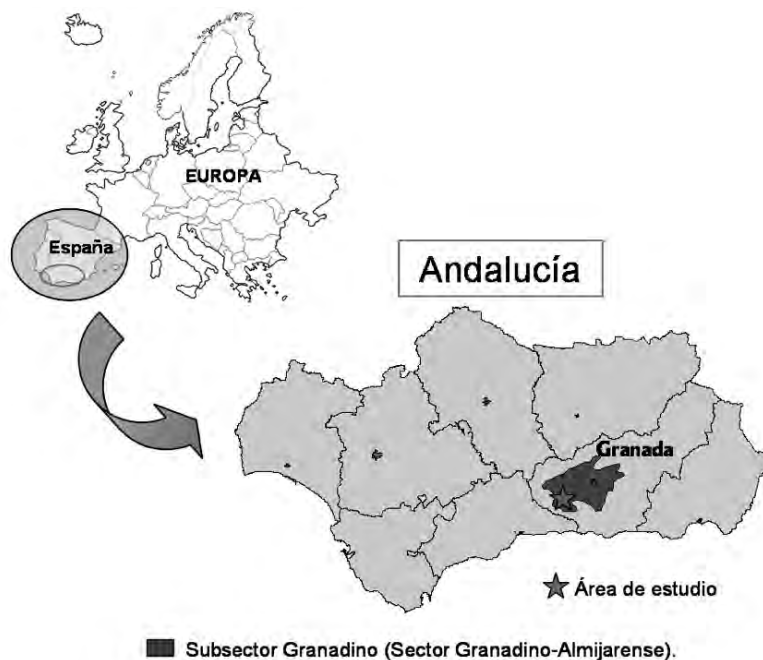 EUROPA
España
Andalucía
Granada
Área de estudio
Subsector Granadino (Sector Granadino-Almijarense).